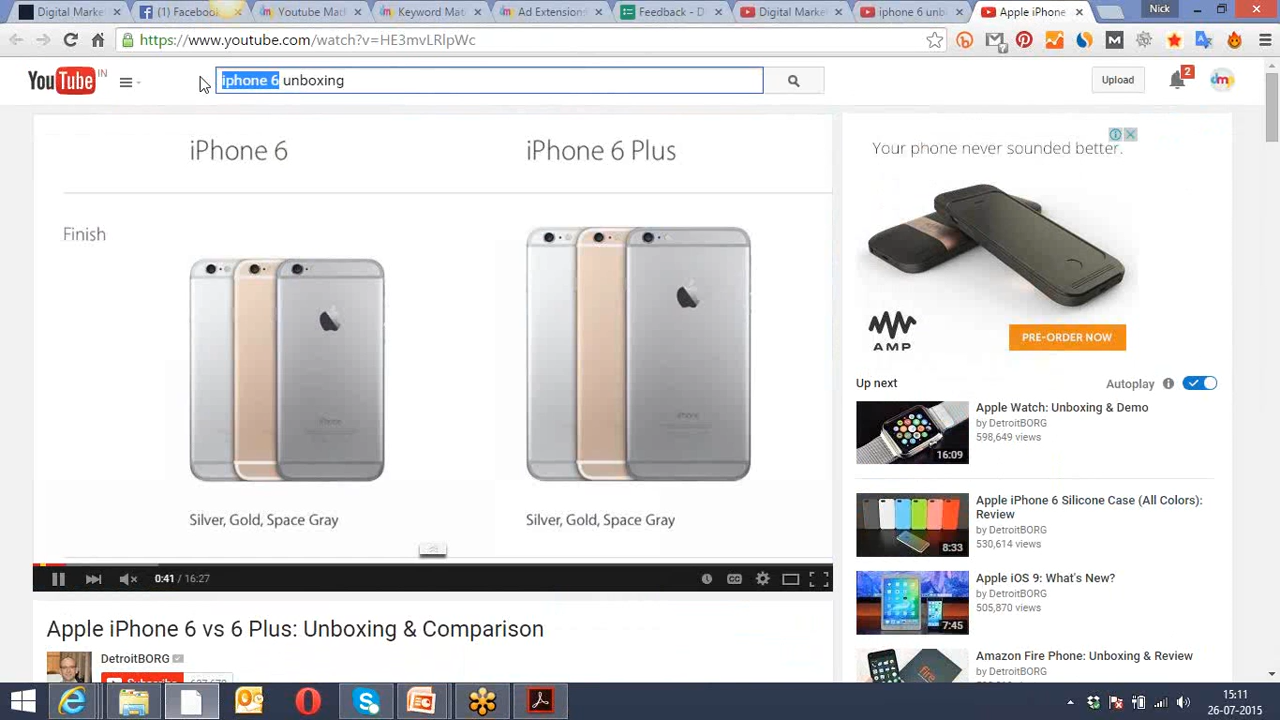 Digital Marke
Facebook
Youtube Math
Keyword Mat
Ad Extensions
Feedback - D
Digital Marke
iphone 6 unb
Apple iPhone
Nick
https://www.youtube.com/watch?v=HE3mvLRlpWc
YouTube IN
iphone 6 unboxing
Upload
2
dm
iPhone 6
iPhone 6 Plus
Your phone never sounded better.
Finish
AMP
PRE-ORDER NOW
Up next
Autoplay
Apple Watch: Unboxing & Demo
by DetroitBORG
598,649 views
16:09
Silver, Gold, Space Gray
Silver, Gold, Space Gray
Apple iPhone 6 Silicone Case (All Colors):
Review
by DetroitBORG
530,614 views
8:33
0:41 / 16:27
Apple iOS 9: What's New?
by DetroitBORG
505,870 views
7:45
Apple iPhone 6 vs 6 Plus: Unboxing & Comparison
DetroitBORG
Subscribe
Amazon Fire Phone: Unboxing & Review
by DetroitBORG
15:11
26-07-2015